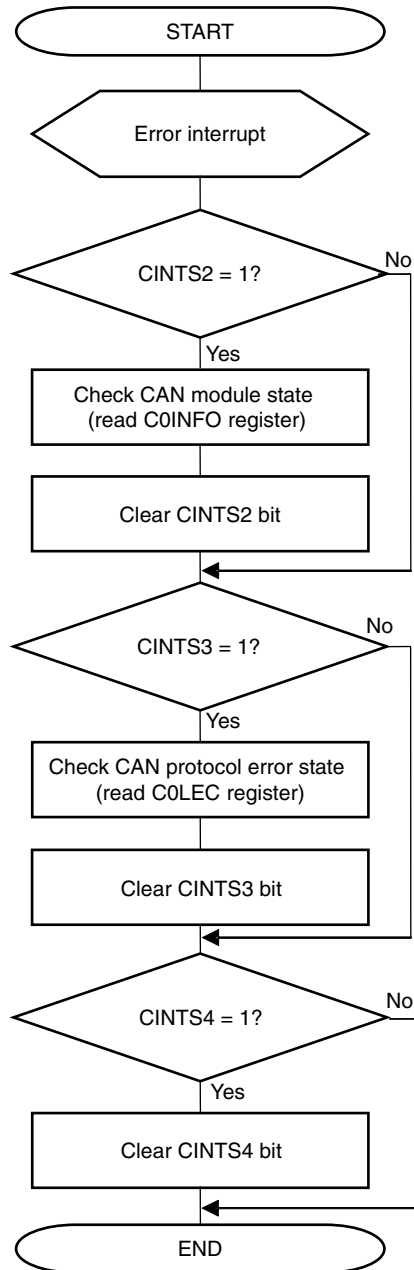 START
Error interrupt
CINTS2 = 1?
No
Yes
Check CAN module state
(read C0INFO register)
Clear CINTS2 bit
CINTS3 = 1?
No
Yes
Check CAN protocol error state
(read C0LEC register)
Clear CINTS3 bit
CINTS4 = 1?
No
Yes
Clear CINTS4 bit
END